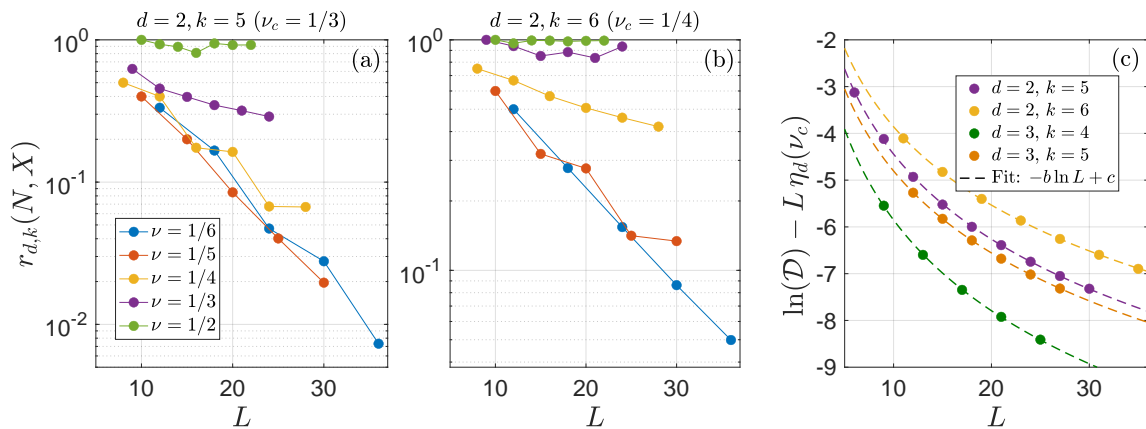 d = 2, k = 5 (ν_c = 1/3)
(a)
10^0
10^-1
10^-2
r_{d,k}(N, X)
ν = 1/6
ν = 1/5
ν = 1/4
ν = 1/3
ν = 1/2
10
20
30
L
d = 2, k = 6 (ν_c = 1/4)
(b)
10^0
10^-1
10
20
30
L
(c)
-2
-3
-4
-5
-6
-7
-8
-9
ln(𝒟) − L η_d(ν_c)
d = 2, k = 5
d = 2, k = 6
d = 3, k = 4
d = 3, k = 5
Fit: −b ln L + c
10
20
30
L